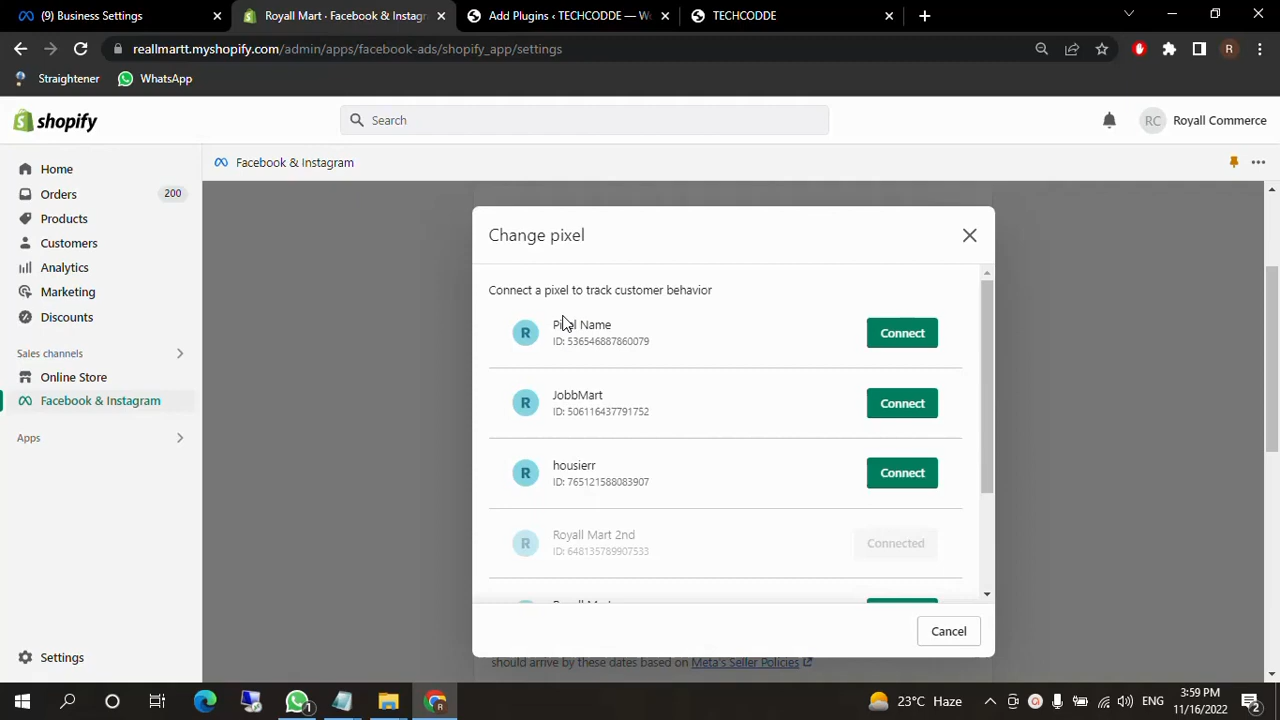 (9) Business Settings
Royall Mart · Facebook & Instagr
Add Plugins ‹ TECHCODDE — Wo
TECHCODDE
reallmartt.myshopify.com/admin/apps/facebook-ads/shopify_app/settings
R
Straightener
WhatsApp
shopify
Search
RC
Royall Commerce
Home
Orders
200
Products
Customers
Analytics
Marketing
Discounts
Sales channels
Online Store
Facebook & Instagram
Apps
Settings
Facebook & Instagram
Change pixel
Connect a pixel to track customer behavior
R
Pixel Name
ID: 536546887860079
Connect
R
JobbMart
ID: 506116437791752
Connect
R
housierr
ID: 765121588083907
Connect
R
Royall Mart 2nd
ID: 648135789907533
Connected
Cancel
should arrive by these dates based on Meta's Seller Policies
23°C Haze
ENG
3:59 PM
11/16/2022
1
2